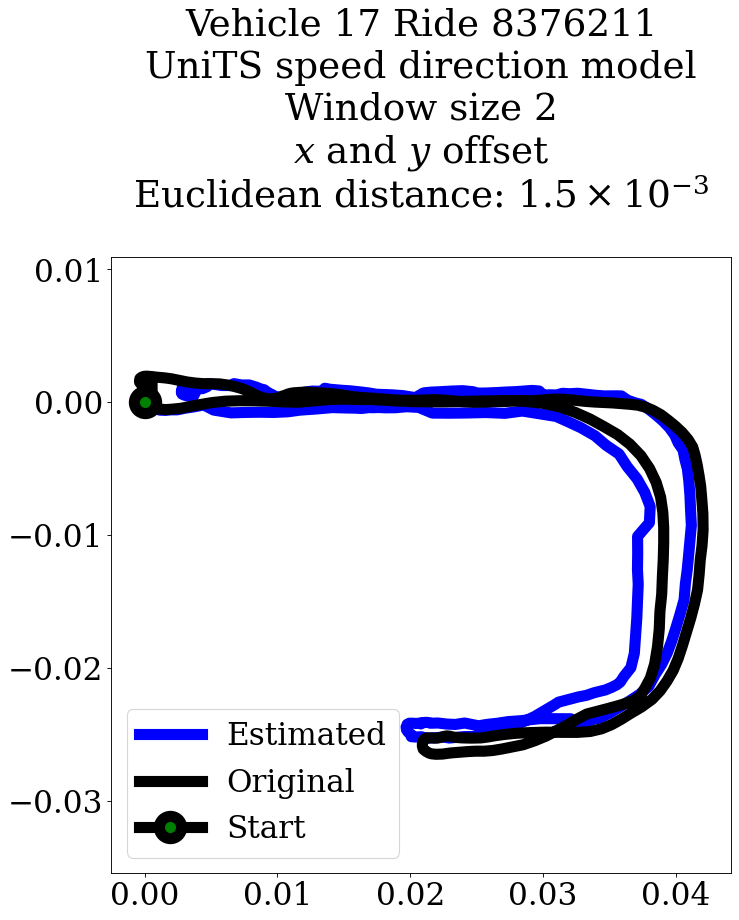 Vehicle 17 Ride 8376211
UniTS speed direction model
Window size 2
x and y offset
Euclidean distance: 1.5 × 10⁻³
0.01
0.00
−0.01
−0.02
−0.03
Estimated
Original
Start
0.00 0.01 0.02 0.03 0.04